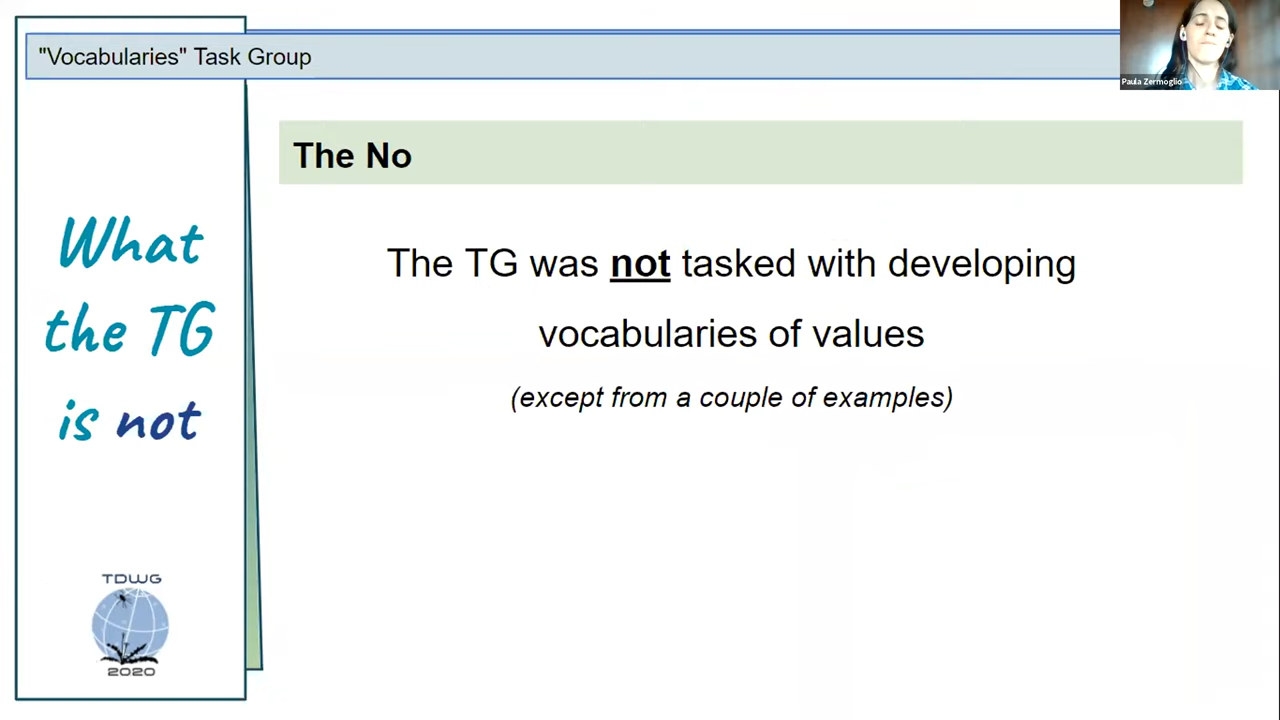 "Vocabularies" Task Group
Paula Zermoglio
The No
What
the TG
is not
The TG was not tasked with developing
vocabularies of values
(except from a couple of examples)
TDWG
2020